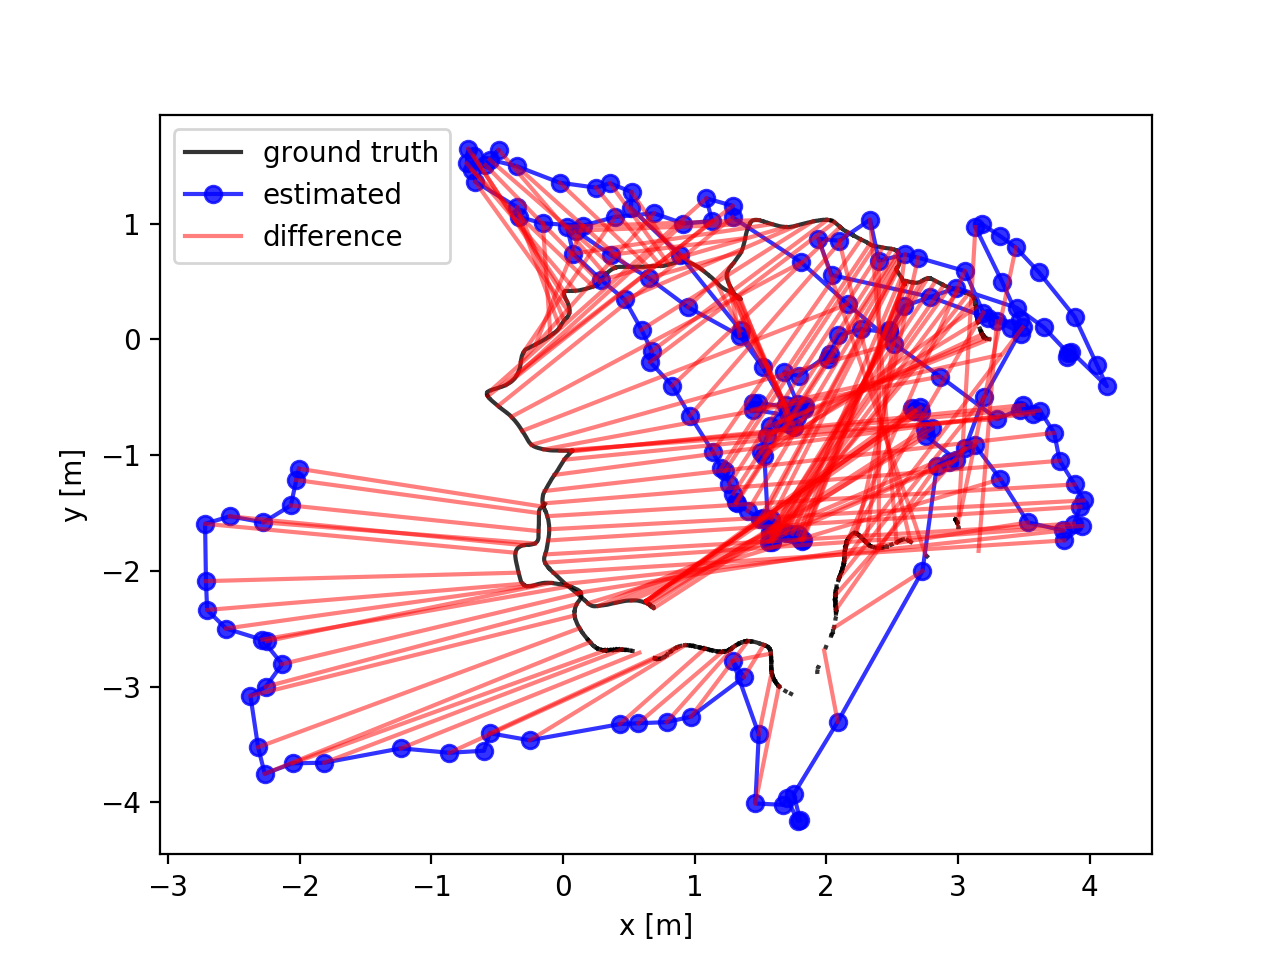 ground truth
estimated
difference
1
0
−1
−2
−3
−4
y [m]
−3 −2 −1 0 1 2 3 4
x [m]